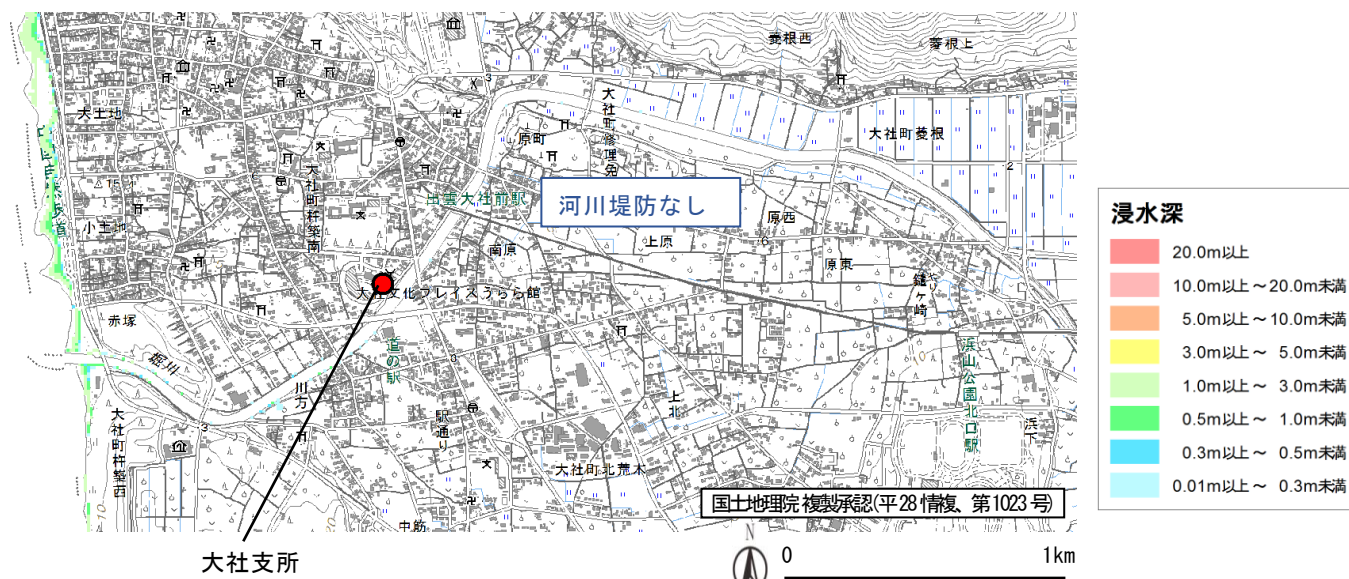 菱根西
菱根上
大土地
原町
大社町修理免
大社町菱根
大社町杵築南
出雲大社前駅
河川堤防なし
小土地
南原
上原
原西
原東
鑓ヶ崎
やり
大社文化プレイスうらら館
赤塚
堀川
道の駅
川方
駅通り
上北
浜山公園北口駅
浜下
大社町杵築西
大社町北荒木
中筋
国土地理院 複製承認(平28 情複、第1023 号)
大社支所
N
0
1km
浸水深
20.0m以上
10.0m以上 ～ 20.0m未満
5.0m以上 ～ 10.0m未満
3.0m以上 ～ 5.0m未満
1.0m以上 ～ 3.0m未満
0.5m以上 ～ 1.0m未満
0.3m以上 ～ 0.5m未満
0.01m以上 ～ 0.3m未満